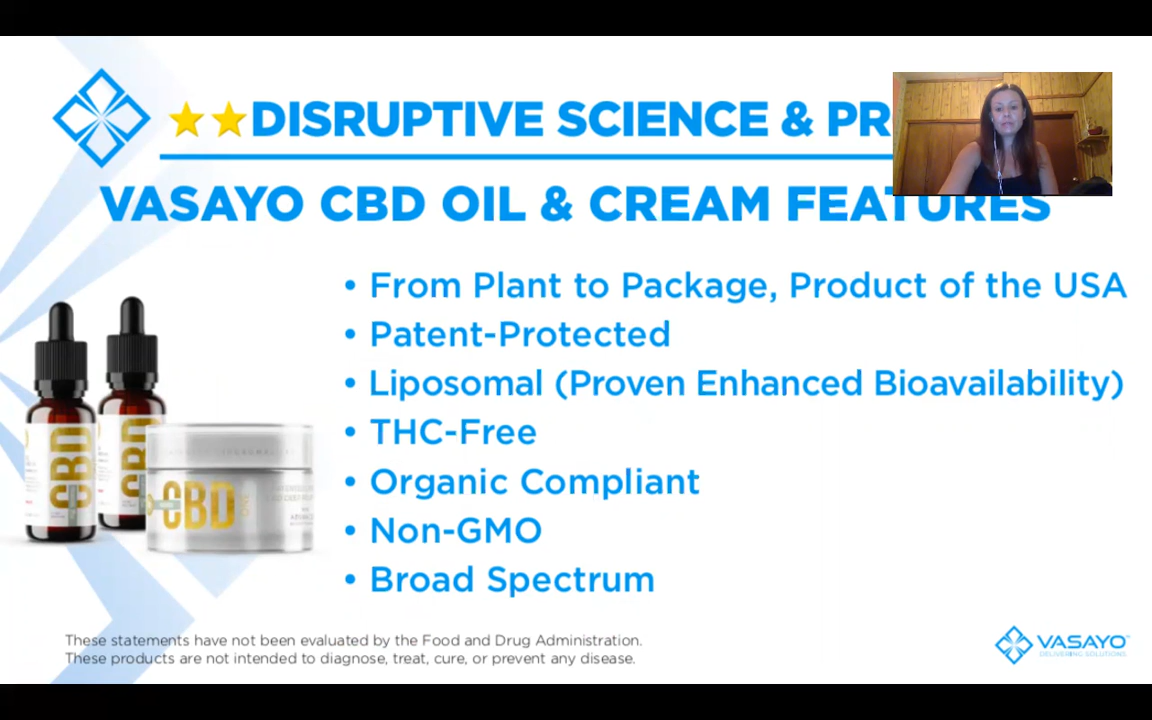 ★★DISRUPTIVE SCIENCE & PR
VASAYO CBD OIL & CREAM FEATURES
• From Plant to Package, Product of the USA
• Patent-Protected
• Liposomal (Proven Enhanced Bioavailability)
• THC-Free
• Organic Compliant
• Non-GMO
• Broad Spectrum
CBD
CBD
CBD
These statements have not been evaluated by the Food and Drug Administration.
These products are not intended to diagnose, treat, cure, or prevent any disease.
VASAYO
DELIVERING SOLUTIONS